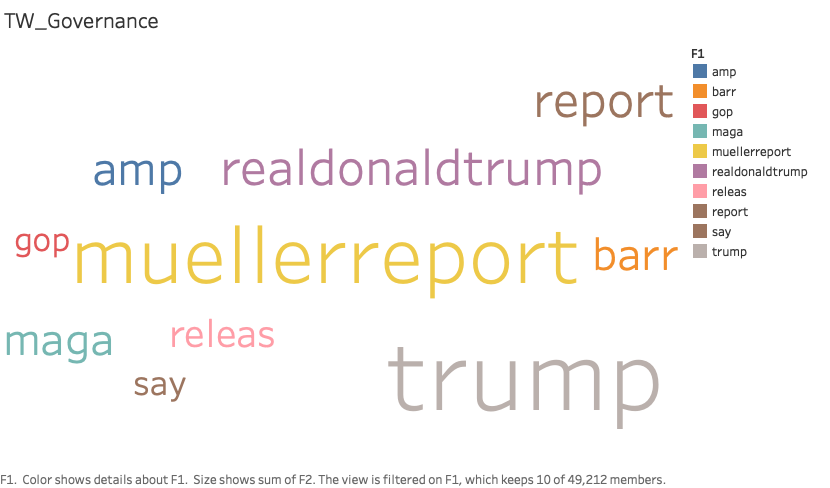 TW_Governance
report
amp realdonaldtrump
gop muellerreport barr
maga releas
say trump
F1
amp
barr
gop
maga
muellerreport
realdonaldtrump
releas
report
say
trump
F1.  Color shows details about F1.  Size shows sum of F2. The view is filtered on F1, which keeps 10 of 49,212 members.